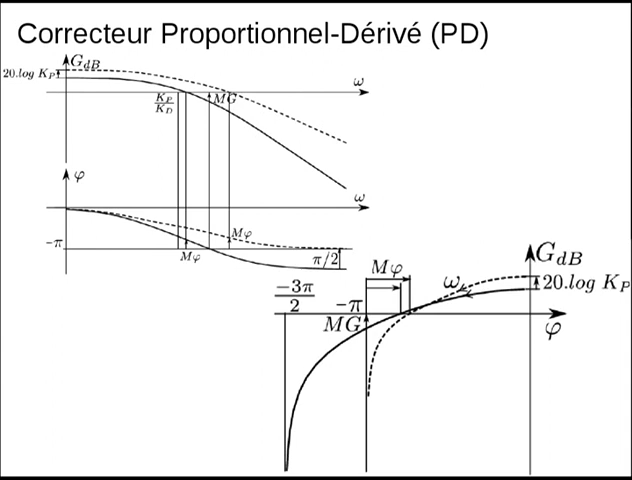 Correcteur Proportionnel-Dérivé (PD)
G_dB
20.log K_P
ω
K_P/K_D
MG
φ
ω
-π
Mφ
Mφ
π/2
G_dB
Mφ
ω
20.log K_P
-3π/2
-π
MG
φ